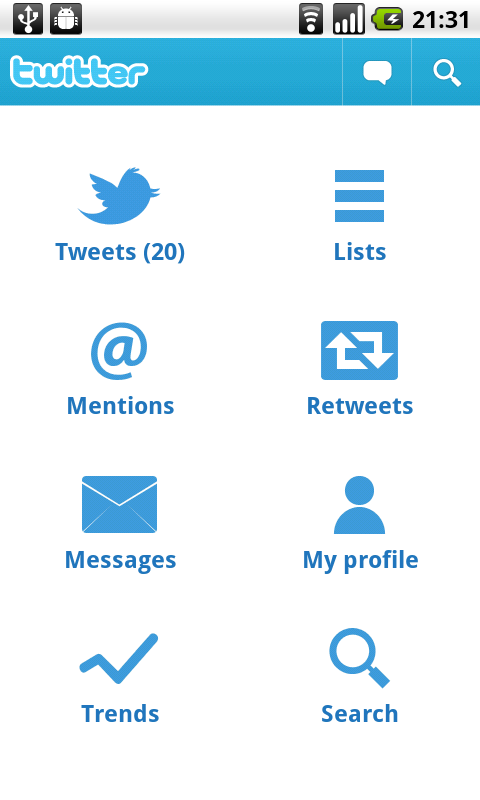 21:31
twitter
Tweets (20)
Lists
@
Mentions
Retweets
Messages
My profile
Trends
Search